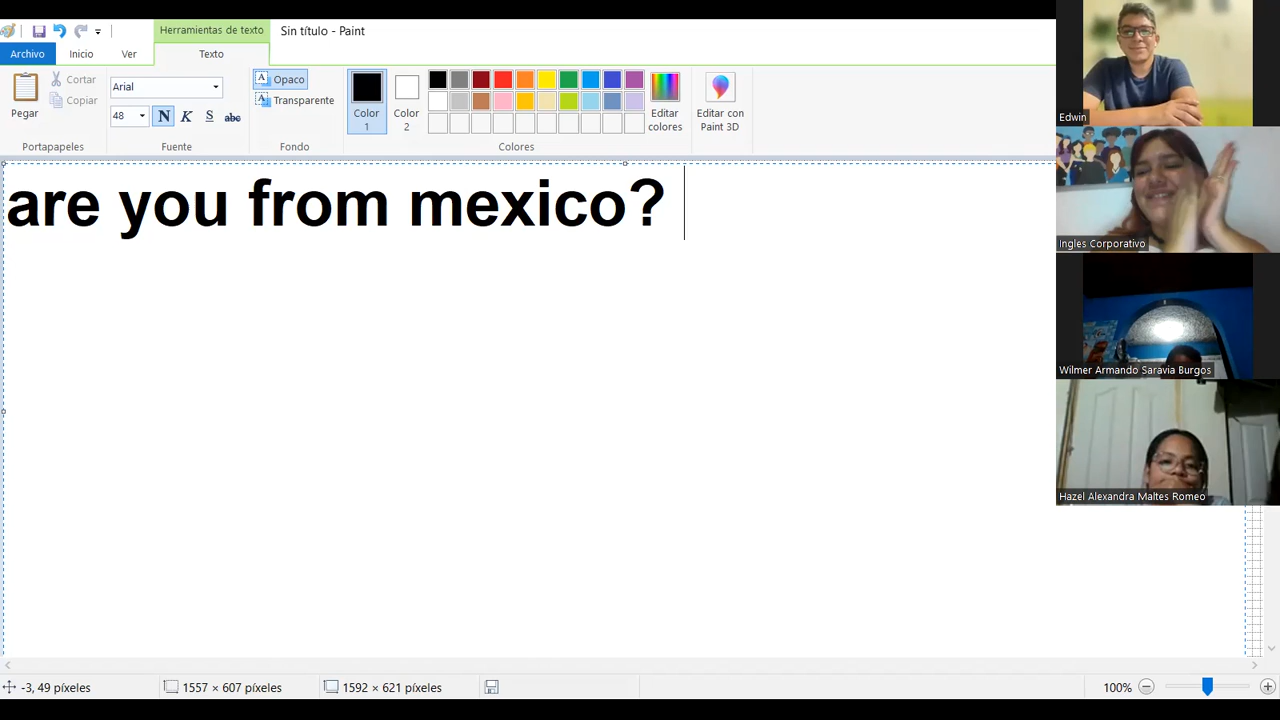 Herramientas de texto
Sin título - Paint
Archivo
Inicio
Ver
Texto
Pegar
Cortar
Copiar
Portapapeles
Arial
48
N K S abc
Fuente
Opaco
Transparente
Fondo
Color 1
Color 2
Editar colores
Editar con Paint 3D
Colores
are you from mexico?
Edwin
Ingles Corporativo
Wilmer Armando Saravia Burgos
Hazel Alexandra Maltes Romeo
-3, 49 píxeles
1557 × 607 píxeles
1592 × 621 píxeles
100%